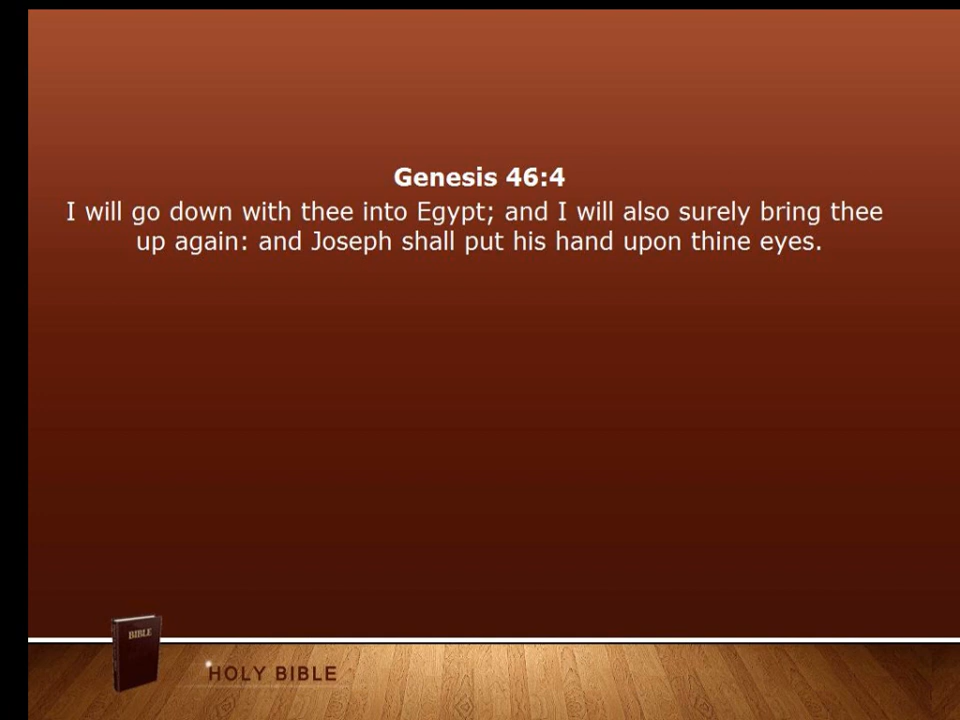 Genesis 46:4
I will go down with thee into Egypt; and I will also surely bring thee
up again: and Joseph shall put his hand upon thine eyes.
BIBLE
HOLY BIBLE